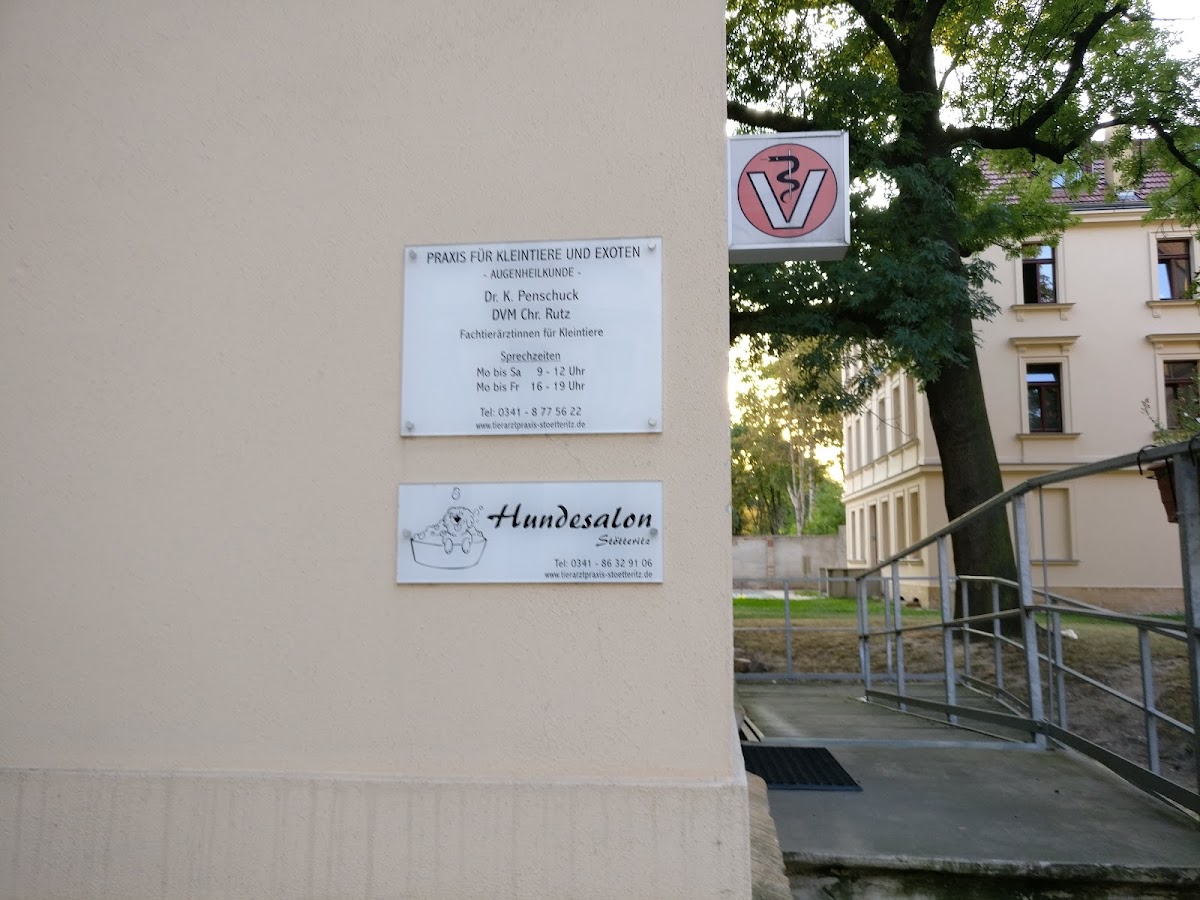 V
PRAXIS FÜR KLEINTIERE UND EXOTEN
- AUGENHEILKUNDE -
Dr. K. Penschuck
DVM Chr. Rutz
Fachtierärztinnen für Kleintiere
Sprechzeiten
Mo bis Sa 9 - 12 Uhr
Mo bis Fr 16 - 19 Uhr
Tel: 0341 - 8 77 56 22
www.tierarztpraxis-stoetteritz.de
Hundesalon
Stötteritz
Tel: 0341 - 86 32 91 06
www.tierarztpraxis-stoetteritz.de